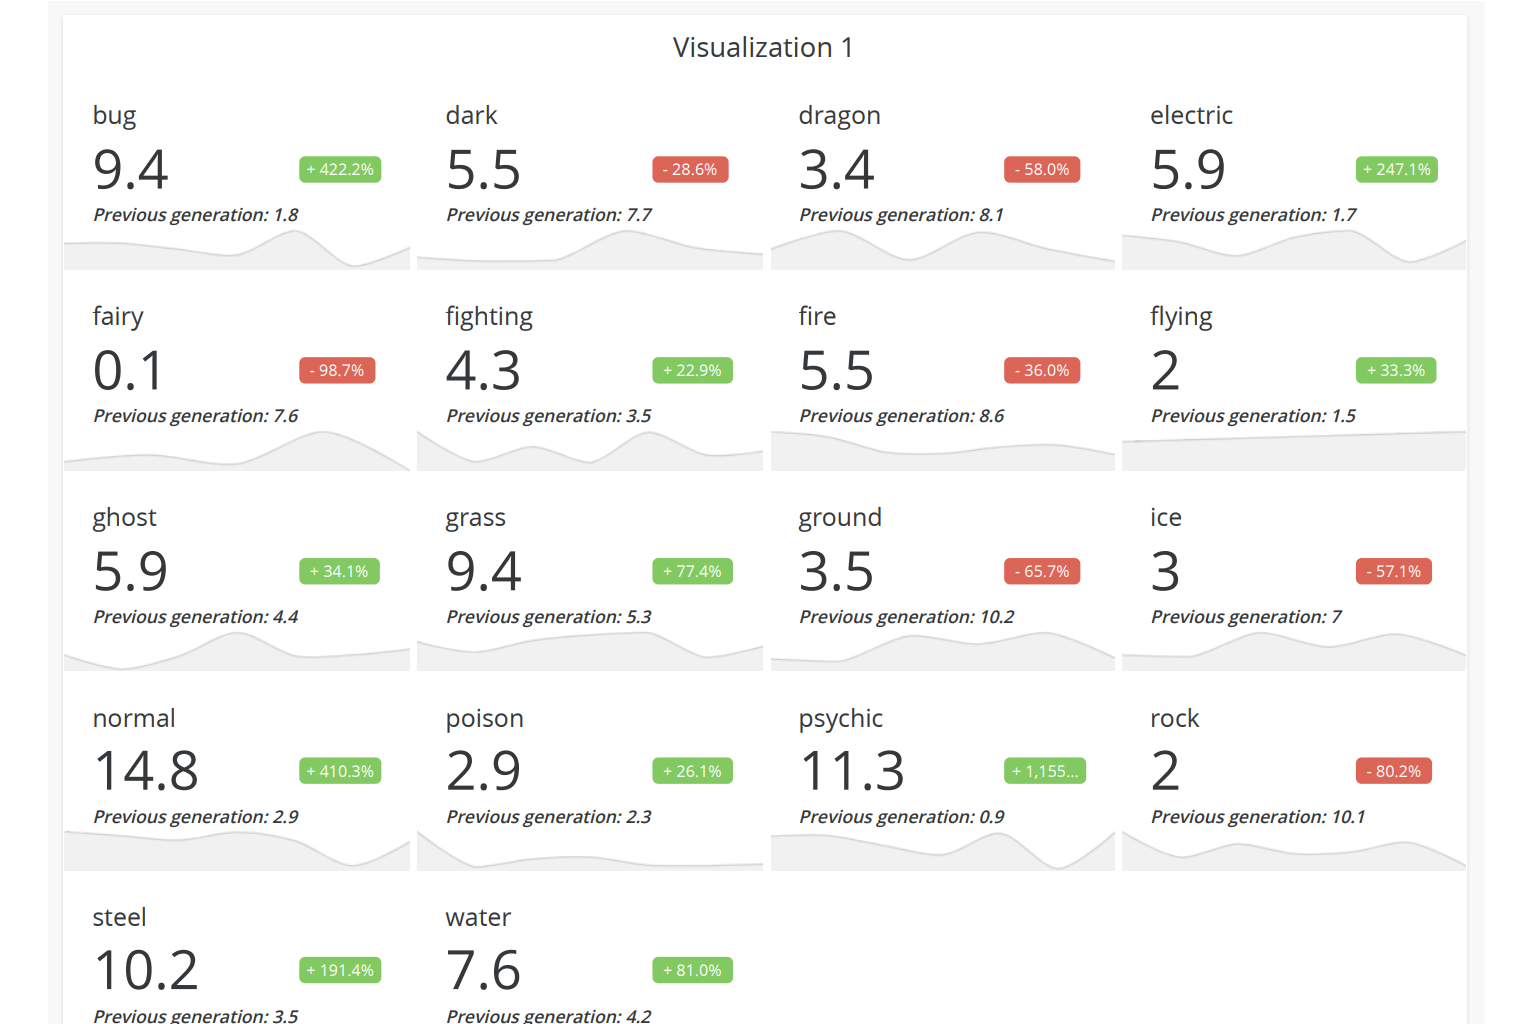 Visualization 1
bug
9.4
+ 422.2%
Previous generation: 1.8
dark
5.5
- 28.6%
Previous generation: 7.7
dragon
3.4
- 58.0%
Previous generation: 8.1
electric
5.9
+ 247.1%
Previous generation: 1.7
fairy
0.1
- 98.7%
Previous generation: 7.6
fighting
4.3
+ 22.9%
Previous generation: 3.5
fire
5.5
- 36.0%
Previous generation: 8.6
flying
2
+ 33.3%
Previous generation: 1.5
ghost
5.9
+ 34.1%
Previous generation: 4.4
grass
9.4
+ 77.4%
Previous generation: 5.3
ground
3.5
- 65.7%
Previous generation: 10.2
ice
3
- 57.1%
Previous generation: 7
normal
14.8
+ 410.3%
Previous generation: 2.9
poison
2.9
+ 26.1%
Previous generation: 2.3
psychic
11.3
+ 1,155...
Previous generation: 0.9
rock
2
- 80.2%
Previous generation: 10.1
steel
10.2
+ 191.4%
Previous generation: 3.5
water
7.6
+ 81.0%
Previous generation: 4.2